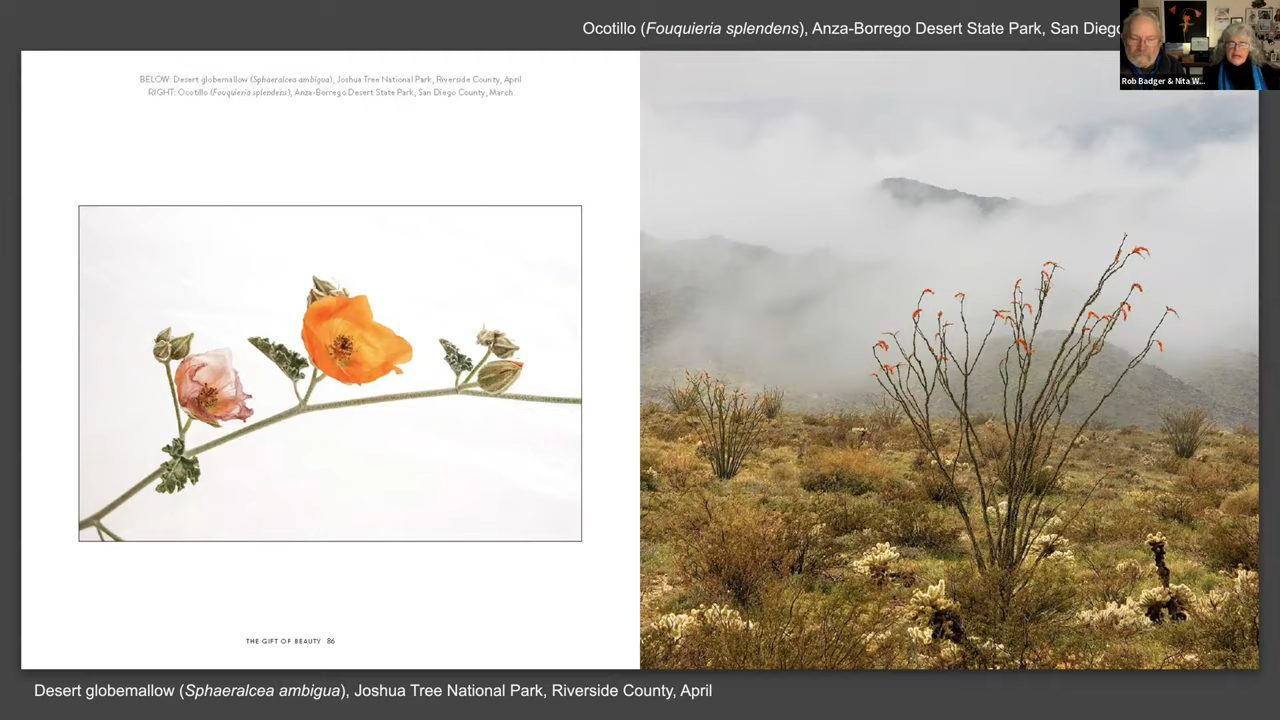 Ocotillo (Fouquieria splendens), Anza-Borrego Desert State Park, San Diego
Rob Badger & Nita W...
BELOW: Desert globemallow (Sphaeralcea ambigua), Joshua Tree National Park, Riverside County, April
RIGHT: Ocotillo (Fouquieria splendens), Anza-Borrego Desert State Park, San Diego County, March
THE GIFT OF BEAUTY 86
Desert globemallow (Sphaeralcea ambigua), Joshua Tree National Park, Riverside County, April